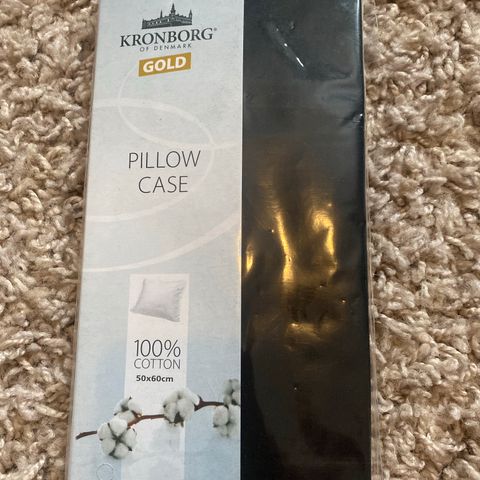 KRONBORG®
OF DENMARK
GOLD
PILLOW
CASE
100%
COTTON
50x60cm